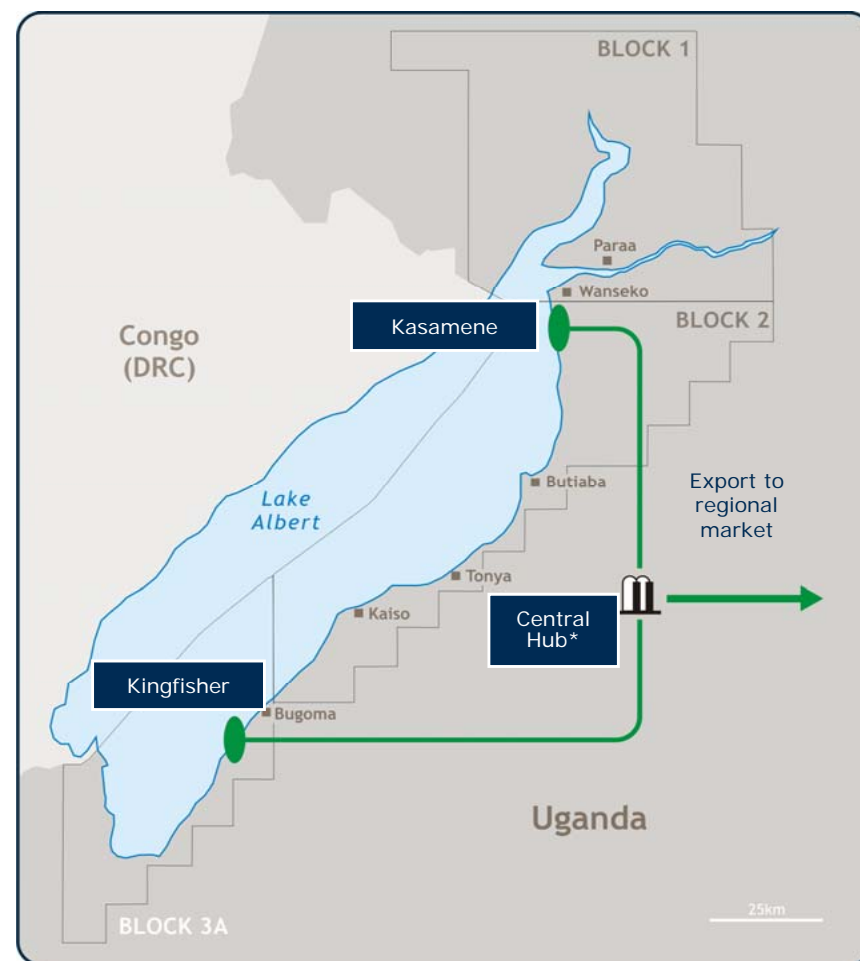 BLOCK 1
Paraa
Wanseko
Kasamene
BLOCK 2
Congo
(DRC)
Lake
Albert
Butiaba
Export to
regional
market
Tonya
Kaiso
Central
Hub*
Kingfisher
Bugoma
Uganda
25km
BLOCK 3A